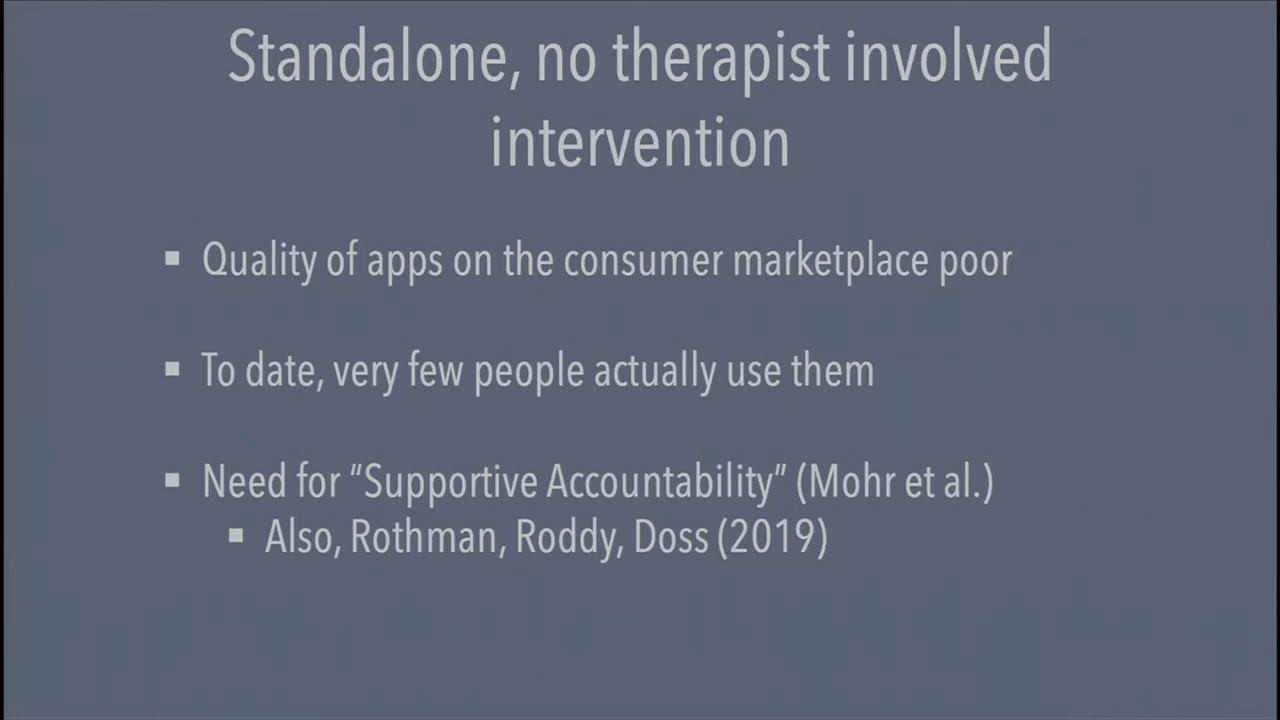 Standalone, no therapist involved
intervention
▪ Quality of apps on the consumer marketplace poor
▪ To date, very few people actually use them
▪ Need for "Supportive Accountability" (Mohr et al.)
▪ Also, Rothman, Roddy, Doss (2019)